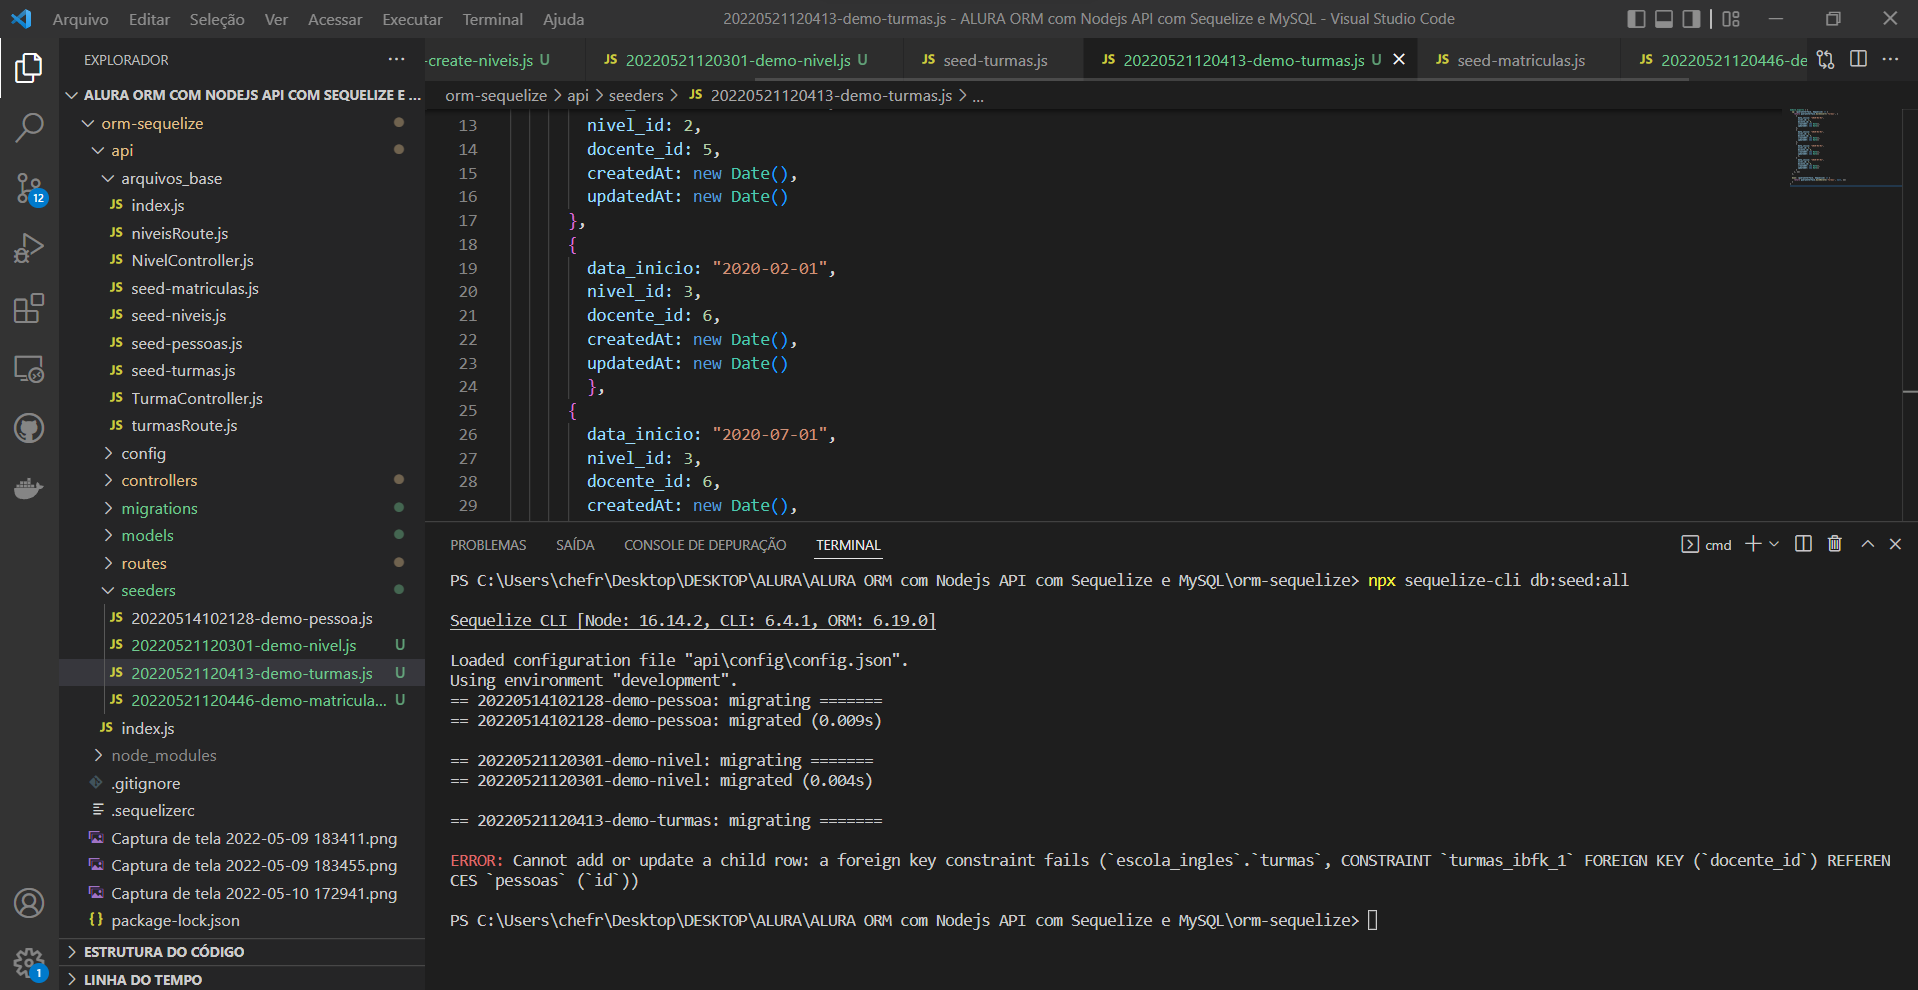 Arquivo Editar Seleção Ver Acessar Executar Terminal Ajuda
20220521120413-demo-turmas.js - ALURA ORM com Nodejs API com Sequelize e MySQL - Visual Studio Code
EXPLORADOR
-create-niveis.js U
JS 20220521120301-demo-nivel.js U
JS seed-turmas.js
JS 20220521120413-demo-turmas.js U
JS seed-matriculas.js
JS 20220521120446-de
ALURA ORM COM NODEJS API COM SEQUELIZE E ...
orm-sequelize
api
arquivos_base
JS index.js
JS niveisRoute.js
JS NivelController.js
JS seed-matriculas.js
JS seed-niveis.js
JS seed-pessoas.js
JS seed-turmas.js
JS TurmaController.js
JS turmasRoute.js
config
controllers
migrations
models
routes
seeders
JS 20220514102128-demo-pessoa.js
JS 20220521120301-demo-nivel.js U
JS 20220521120413-demo-turmas.js U
JS 20220521120446-demo-matricula... U
JS index.js
node_modules
.gitignore
.sequelizerc
Captura de tela 2022-05-09 183411.png
Captura de tela 2022-05-09 183455.png
Captura de tela 2022-05-10 172941.png
{} package-lock.json
ESTRUTURA DO CÓDIGO
LINHA DO TEMPO
12
1
orm-sequelize > api > seeders > JS 20220521120413-demo-turmas.js > ...
13 nivel_id: 2,
14 docente_id: 5,
15 createdAt: new Date(),
16 updatedAt: new Date()
17 },
18 {
19 data_inicio: "2020-02-01",
20 nivel_id: 3,
21 docente_id: 6,
22 createdAt: new Date(),
23 updatedAt: new Date()
24 },
25 {
26 data_inicio: "2020-07-01",
27 nivel_id: 3,
28 docente_id: 6,
29 createdAt: new Date(),
PROBLEMAS SAÍDA CONSOLE DE DEPURAÇÃO TERMINAL
cmd
PS C:\Users\chefr\Desktop\DESKTOP\ALURA\ALURA ORM com Nodejs API com Sequelize e MySQL\orm-sequelize> npx sequelize-cli db:seed:all
Sequelize CLI [Node: 16.14.2, CLI: 6.4.1, ORM: 6.19.0]
Loaded configuration file "api\config\config.json".
Using environment "development".
== 20220514102128-demo-pessoa: migrating =======
== 20220514102128-demo-pessoa: migrated (0.009s)
== 20220521120301-demo-nivel: migrating =======
== 20220521120301-demo-nivel: migrated (0.004s)
== 20220521120413-demo-turmas: migrating =======
ERROR: Cannot add or update a child row: a foreign key constraint fails (`escola_ingles`.`turmas`, CONSTRAINT `turmas_ibfk_1` FOREIGN KEY (`docente_id`) REFEREN
CES `pessoas` (`id`))
PS C:\Users\chefr\Desktop\DESKTOP\ALURA\ALURA ORM com Nodejs API com Sequelize e MySQL\orm-sequelize>